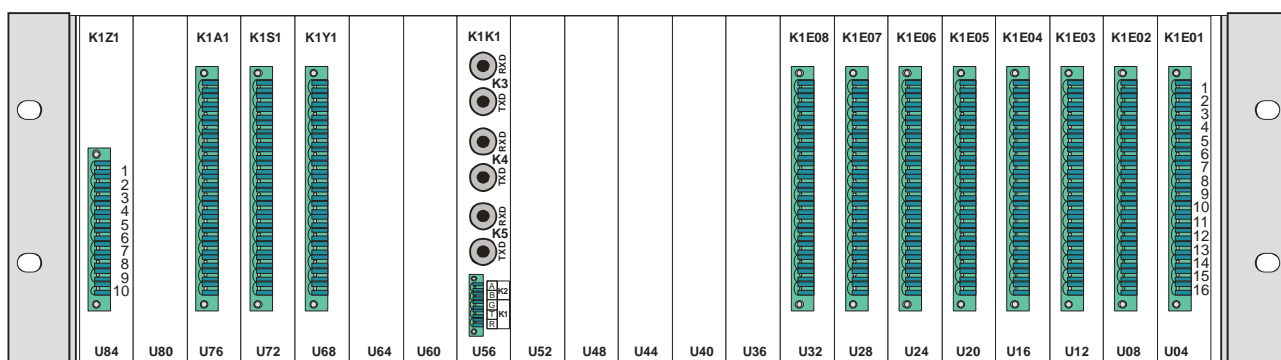 K1Z1 K1A1 K1S1 K1Y1 K1K1 K1E08 K1E07 K1E06 K1E05 K1E04 K1E03 K1E02 K1E01
RXD
K3
TXD
RXD
K4
TXD
RXD
K5
TXD
A
B
K2
G
T
K1
R
1
2
3
4
5
6
7
8
9
10
1
2
3
4
5
6
7
8
9
10
11
12
13
14
15
16
U84 U80 U76 U72 U68 U64 U60 U56 U52 U48 U44 U40 U36 U32 U28 U24 U20 U16 U12 U08 U04